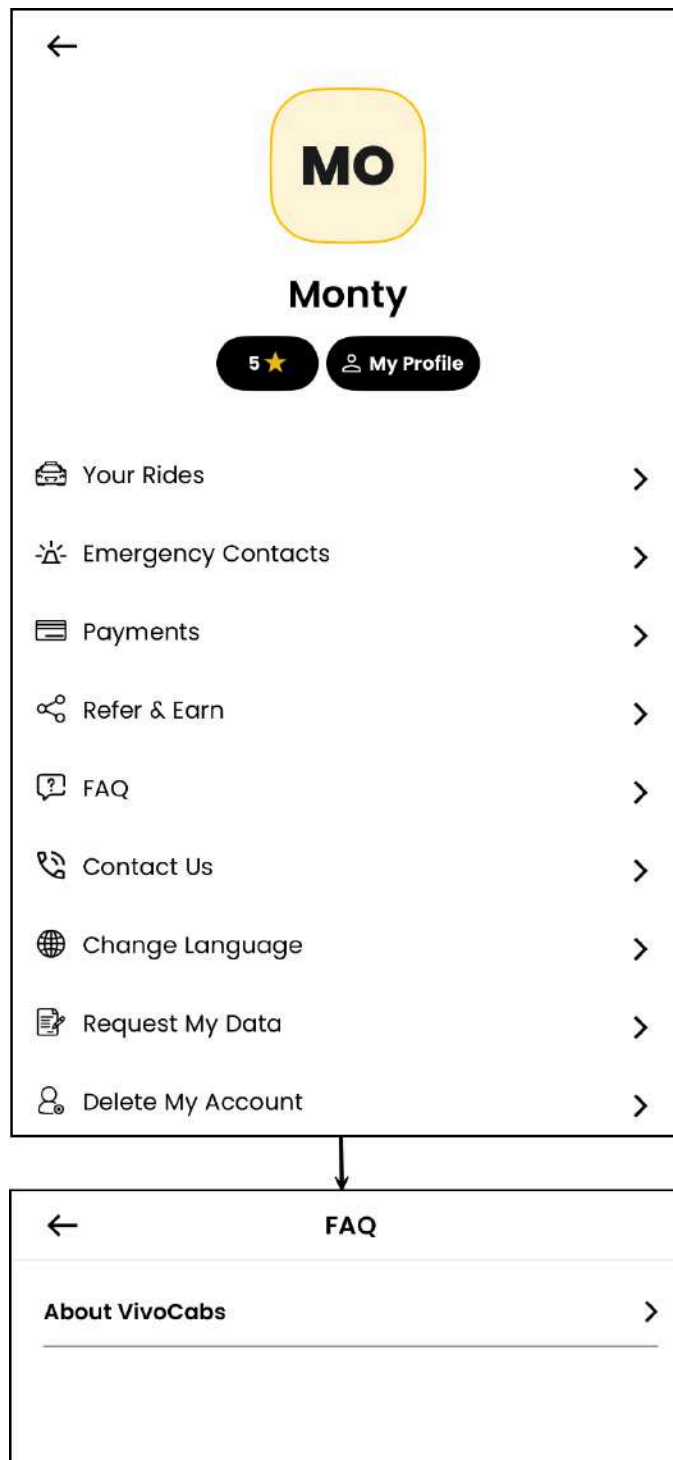 MO
Monty
5
My Profile
Your Rides
Emergency Contacts
Payments
Refer & Earn
FAQ
Contact Us
Change Language
Request My Data
Delete My Account
FAQ
About VivoCabs